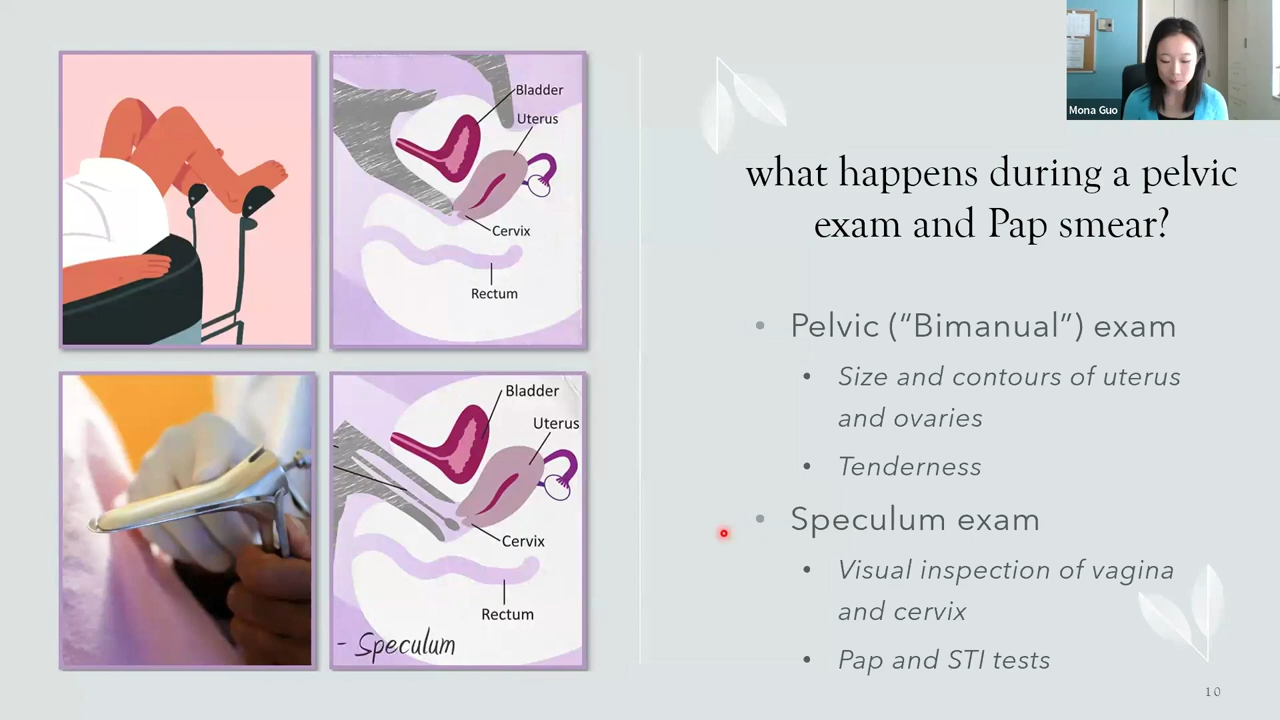 Mona Guo
what happens during a pelvic
exam and Pap smear?
Bladder
Uterus
Cervix
Rectum
Bladder
Uterus
Cervix
Rectum
- Speculum
• Pelvic (“Bimanual”) exam
• Size and contours of uterus
and ovaries
• Tenderness
• Speculum exam
• Visual inspection of vagina
and cervix
• Pap and STI tests
10